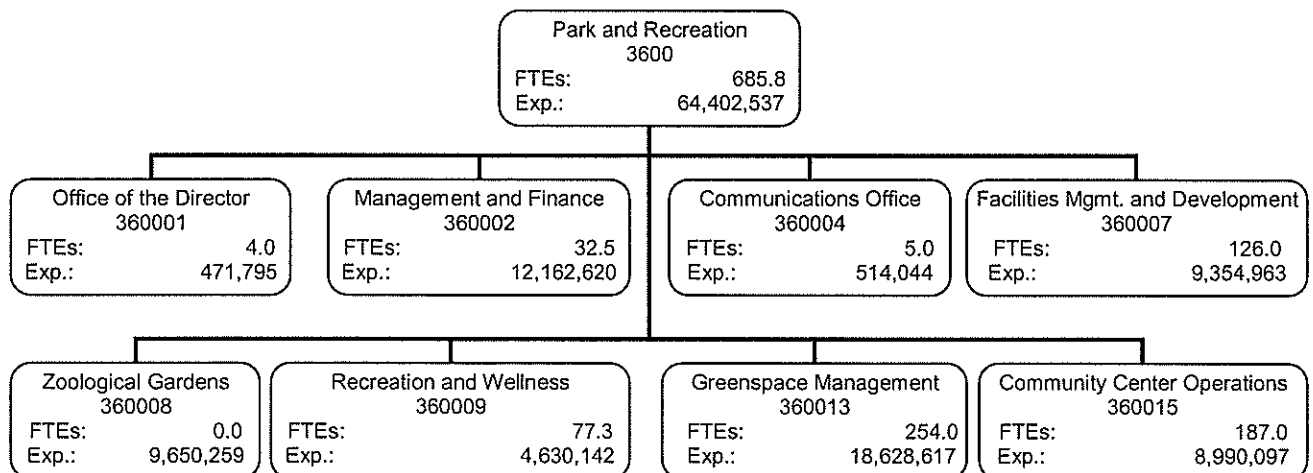 Park and Recreation
3600
FTEs: 685.8
Exp.: 64,402,537
Office of the Director
360001
FTEs: 4.0
Exp.: 471,795
Management and Finance
360002
FTEs: 32.5
Exp.: 12,162,620
Communications Office
360004
FTEs: 5.0
Exp.: 514,044
Facilities Mgmt. and Development
360007
FTEs: 126.0
Exp.: 9,354,963
Zoological Gardens
360008
FTEs: 0.0
Exp.: 9,650,259
Recreation and Wellness
360009
FTEs: 77.3
Exp.: 4,630,142
Greenspace Management
360013
FTEs: 254.0
Exp.: 18,628,617
Community Center Operations
360015
FTEs: 187.0
Exp.: 8,990,097